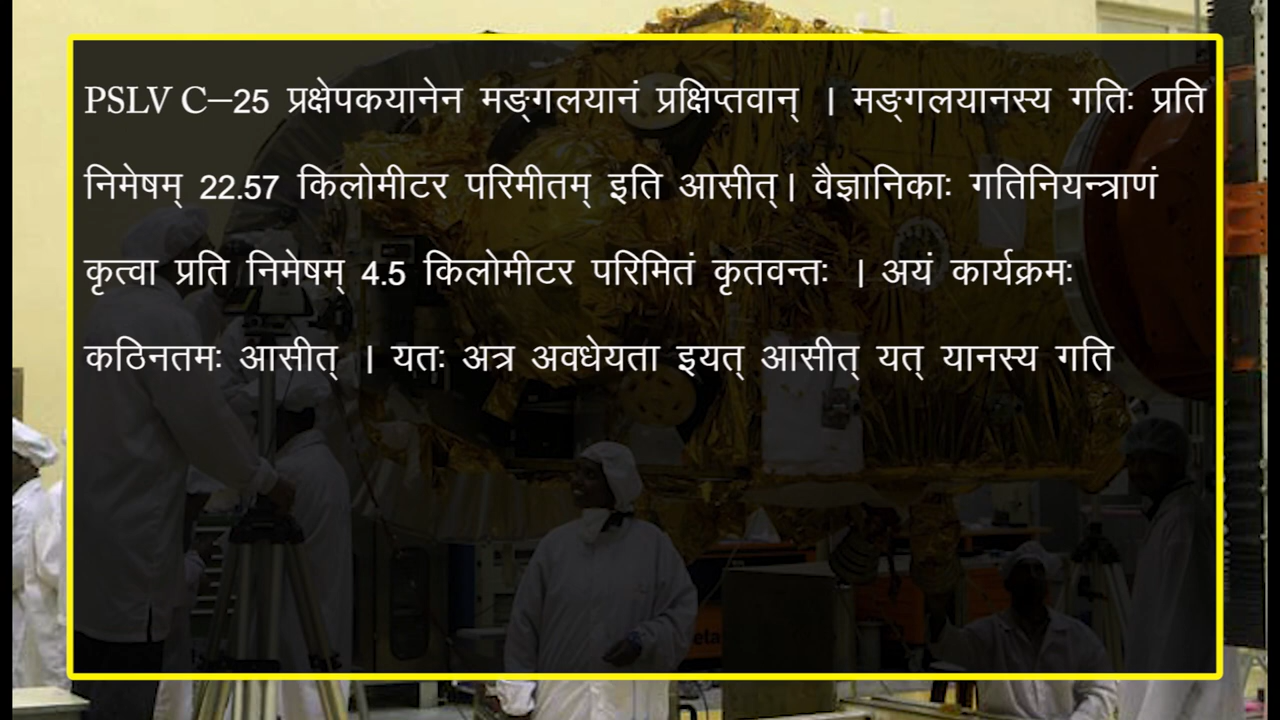 PSLV C–25 प्रक्षेपकयानेन मङ्गलयानं प्रक्षिप्तवान् । मङ्गलयानस्य गतिः प्रति
निमेषम् 22.57 किलोमीटर परिमीतम् इति आसीत्। वैज्ञानिकाः गतिनियन्त्राणं
कृत्वा प्रति निमेषम् 4.5 किलोमीटर परिमितं कृतवन्तः । अयं कार्यक्रमः
कठिनतमः आसीत् । यतः अत्र अवधेयता इयत् आसीत् यत् यानस्य गति